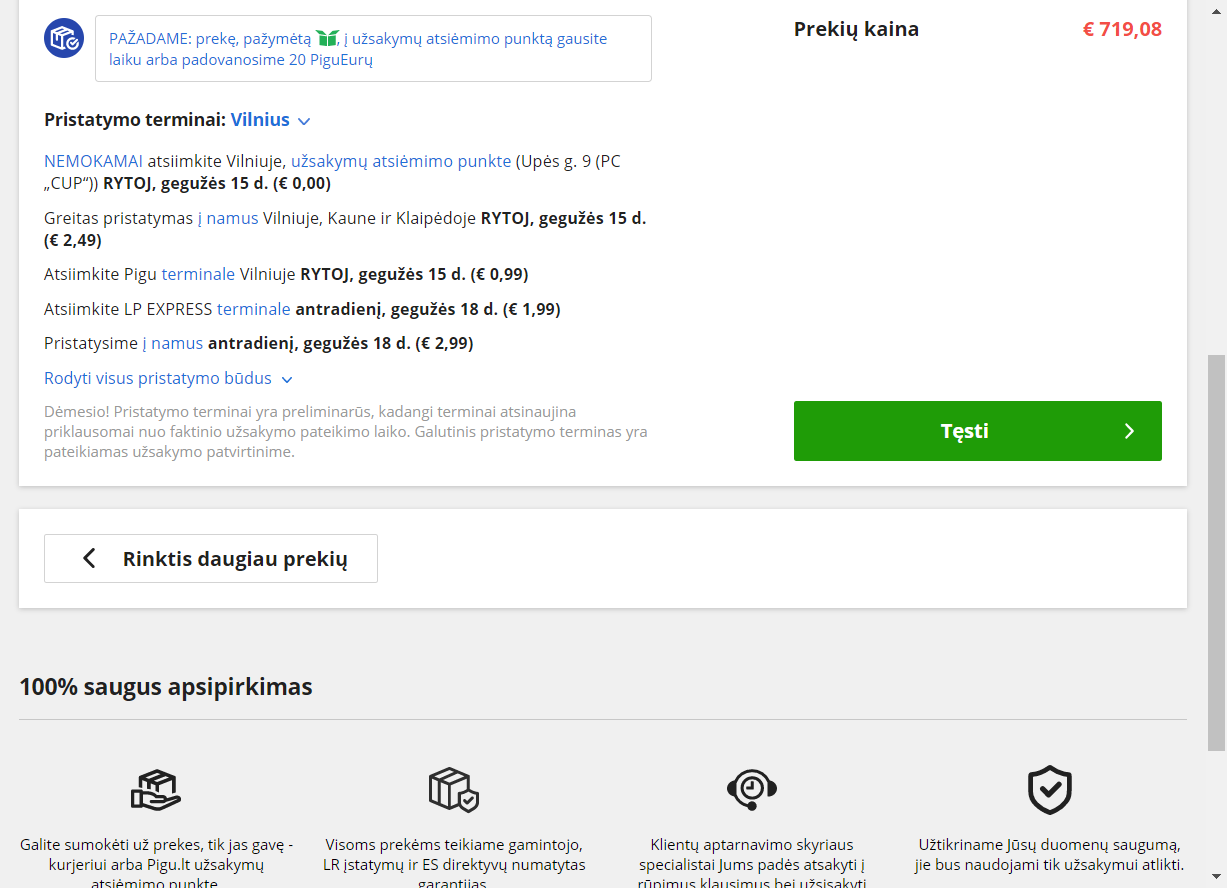 PAŽADAME: prekę, pažymėtą , į užsakymų atsiėmimo punktą gausite
laiku arba padovanosime 20 PiguEurų
Prekių kaina
€ 719,08
Pristatymo terminai: Vilnius
NEMOKAMAI atsiimkite Vilniuje, užsakymų atsiėmimo punkte (Upės g. 9 (PC
„CUP“)) RYTOJ, gegužės 15 d. (€ 0,00)
Greitas pristatymas į namus Vilniuje, Kaune ir Klaipėdoje RYTOJ, gegužės 15 d.
(€ 2,49)
Atsiimkite Pigu terminale Vilniuje RYTOJ, gegužės 15 d. (€ 0,99)
Atsiimkite LP EXPRESS terminale antradienį, gegužės 18 d. (€ 1,99)
Pristatysime į namus antradienį, gegužės 18 d. (€ 2,99)
Rodyti visus pristatymo būdus
Dėmesio! Pristatymo terminai yra preliminarūs, kadangi terminai atsinaujina
priklausomai nuo faktinio užsakymo pateikimo laiko. Galutinis pristatymo terminas yra
pateikiamas užsakymo patvirtinime.
Tęsti
Rinktis daugiau prekių
100% saugus apsipirkimas
Galite sumokėti už prekes, tik jas gavę -
kurjeriui arba Pigu.lt užsakymų
atsiėmimo punkte.
Visoms prekėms teikiame gamintojo,
LR įstatymų ir ES direktyvų numatytas
garantijas.
Klientų aptarnavimo skyriaus
specialistai Jums padės atsakyti į
rūpimus klausimus bei užsisakyti
Užtikriname Jūsų duomenų saugumą,
jie bus naudojami tik užsakymui atlikti.